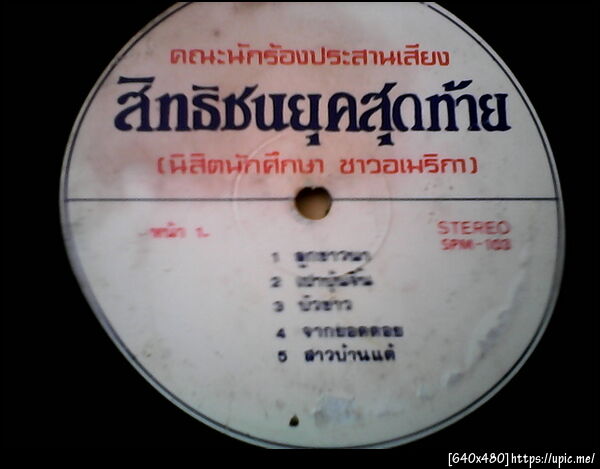 คณะนักร้องประสานเสียง
สิทธิชนยุคสุดท้าย
(นิสิตนักศึกษา ชาวอเมริกา)
หน้า 1.
STEREO
SPM-103
1 ลูกชาวนา
2 เปาบุ้นจิ้น
3 บัวขาว
4 จากยอดดอย
5 สาวบ้านแต้
[640x480]https://upic.me/